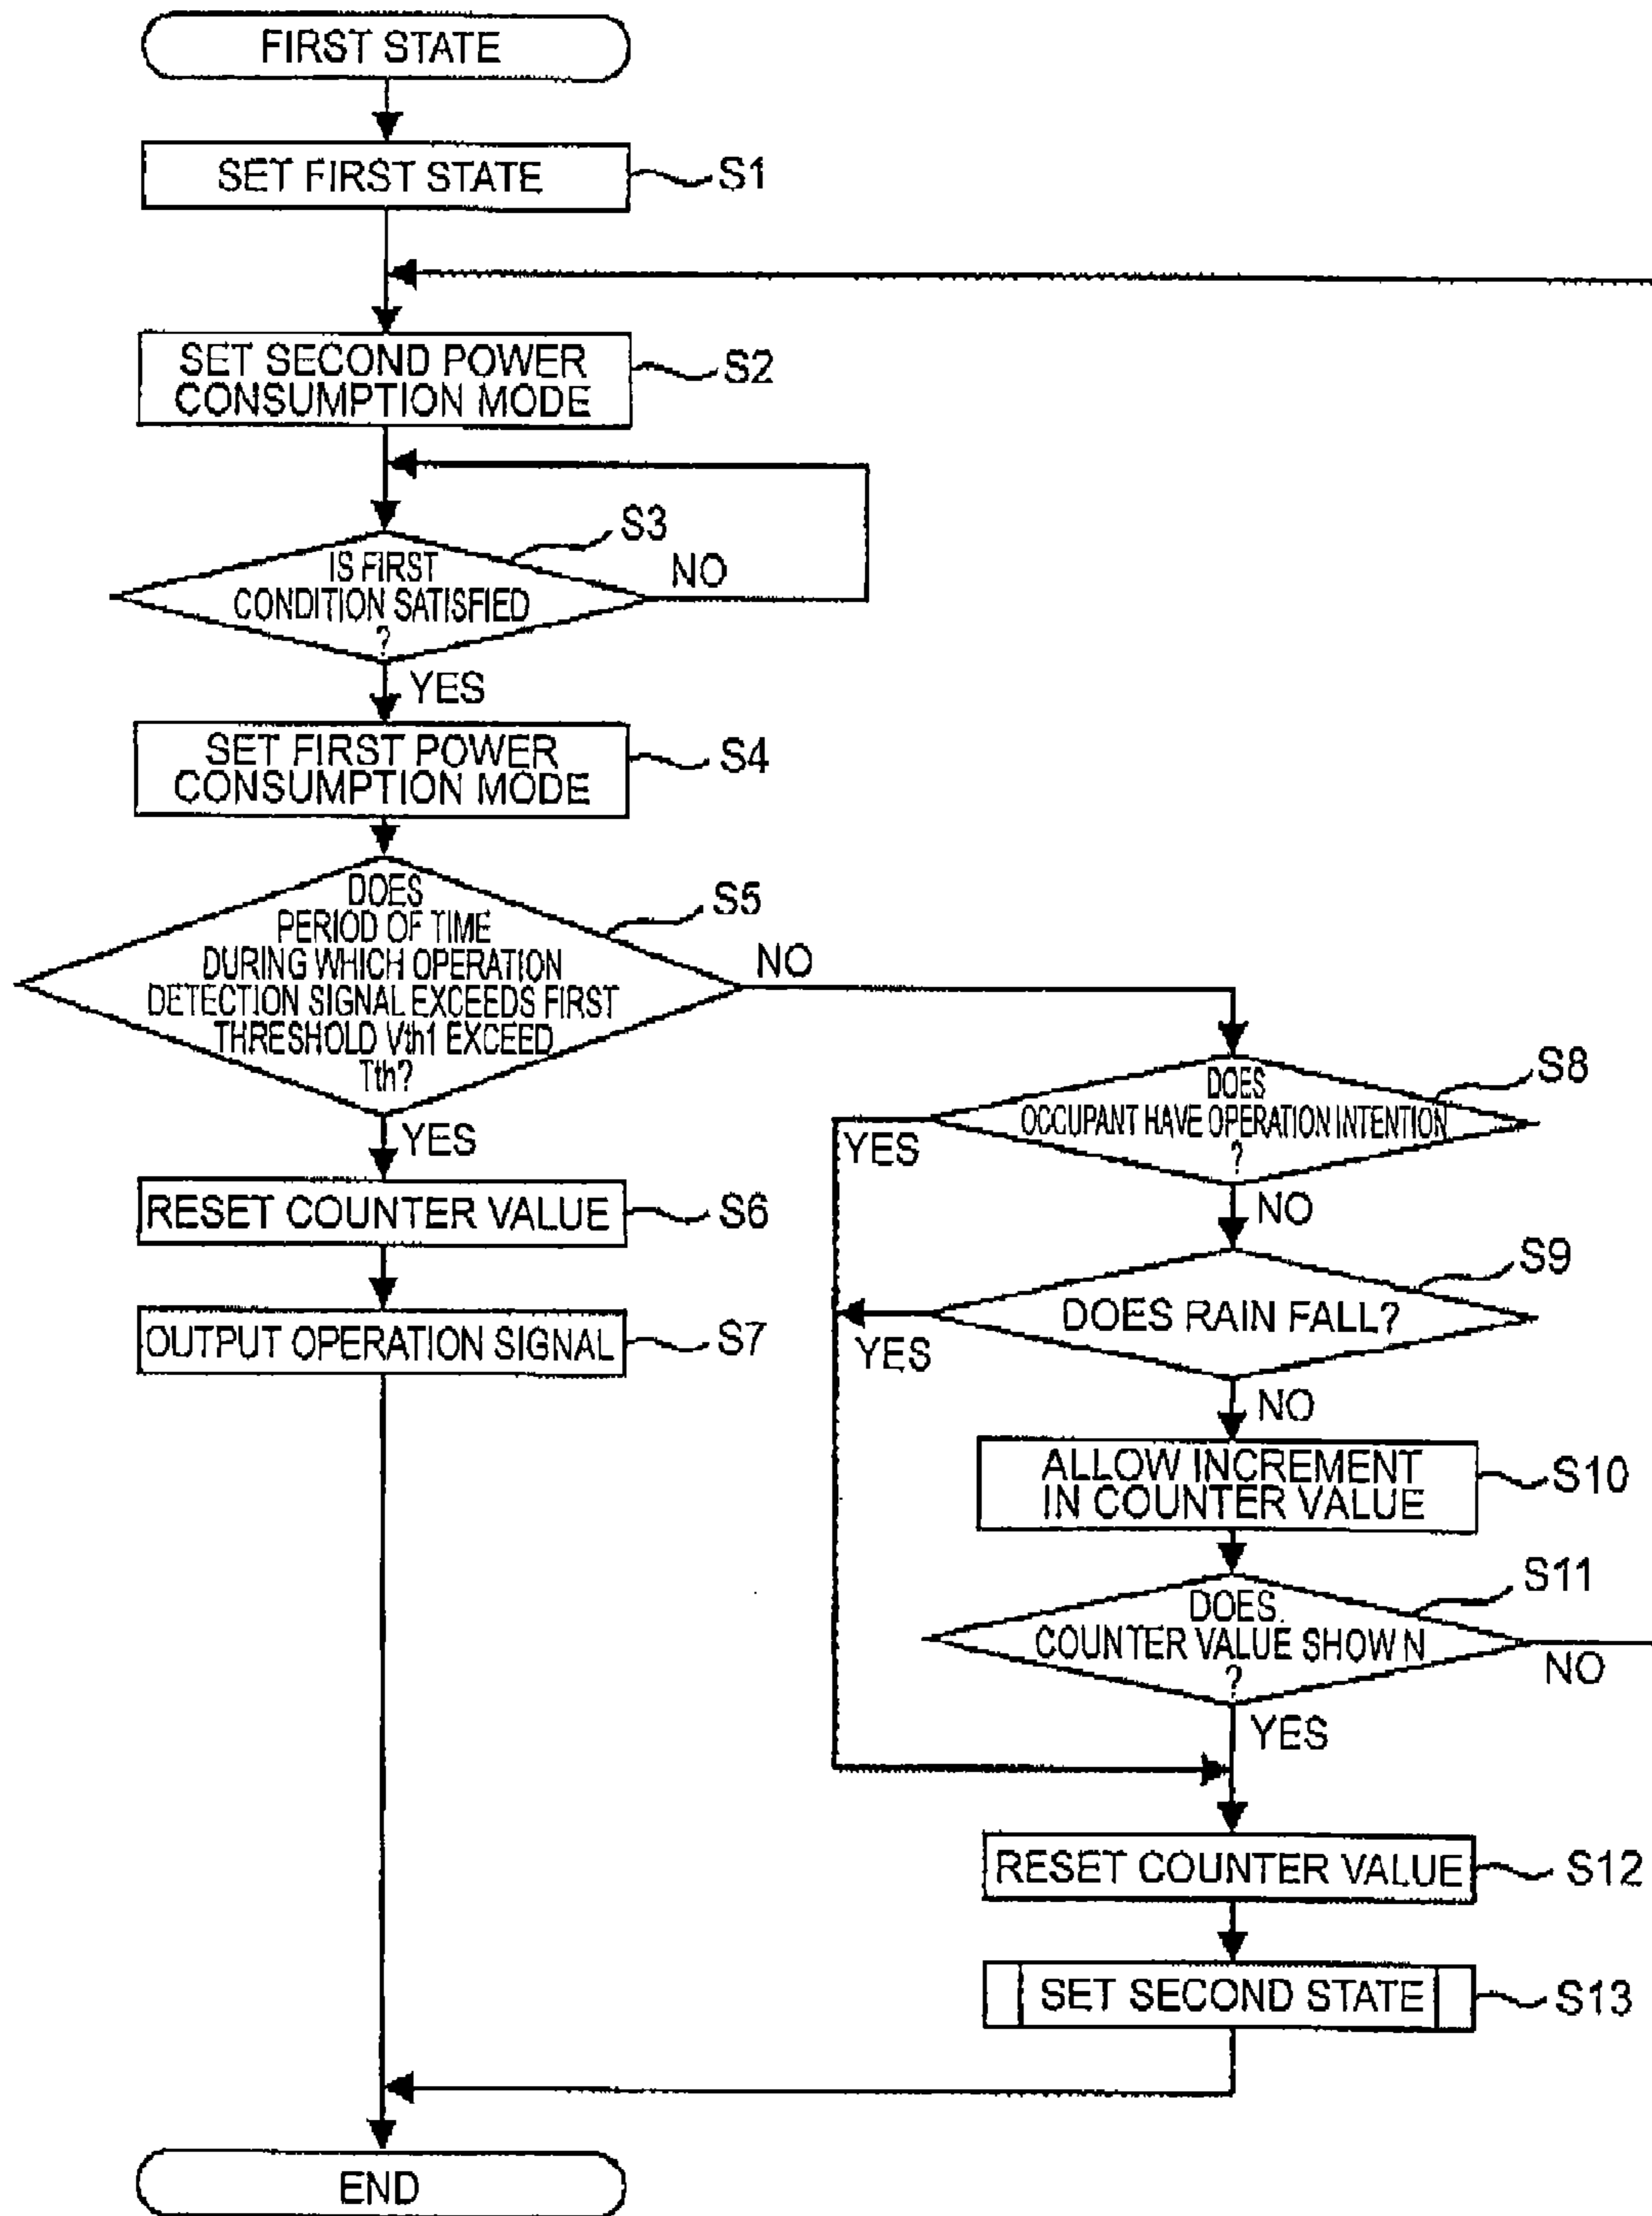 FIRST STATE
SET FIRST STATE
S1
SET SECOND POWER
CONSUMPTION MODE
S2
IS FIRST
CONDITION SATISFIED
?
S3
NO
YES
SET FIRST POWER
CONSUMPTION MODE
S4
DOES
PERIOD OF TIME
DURING WHICH OPERATION
DETECTION SIGNAL EXCEEDS FIRST
THRESHOLD Vth1 EXCEED
Tth?
S5
NO
YES
RESET COUNTER VALUE
S6
OUTPUT OPERATION SIGNAL
S7
DOES
OCCUPANT HAVE OPERATION INTENTION
?
S8
YES
NO
DOES RAIN FALL?
S9
YES
NO
ALLOW INCREMENT
IN COUNTER VALUE
S10
DOES
COUNTER VALUE SHOW N
?
S11
NO
YES
RESET COUNTER VALUE
S12
SET SECOND STATE
S13
END